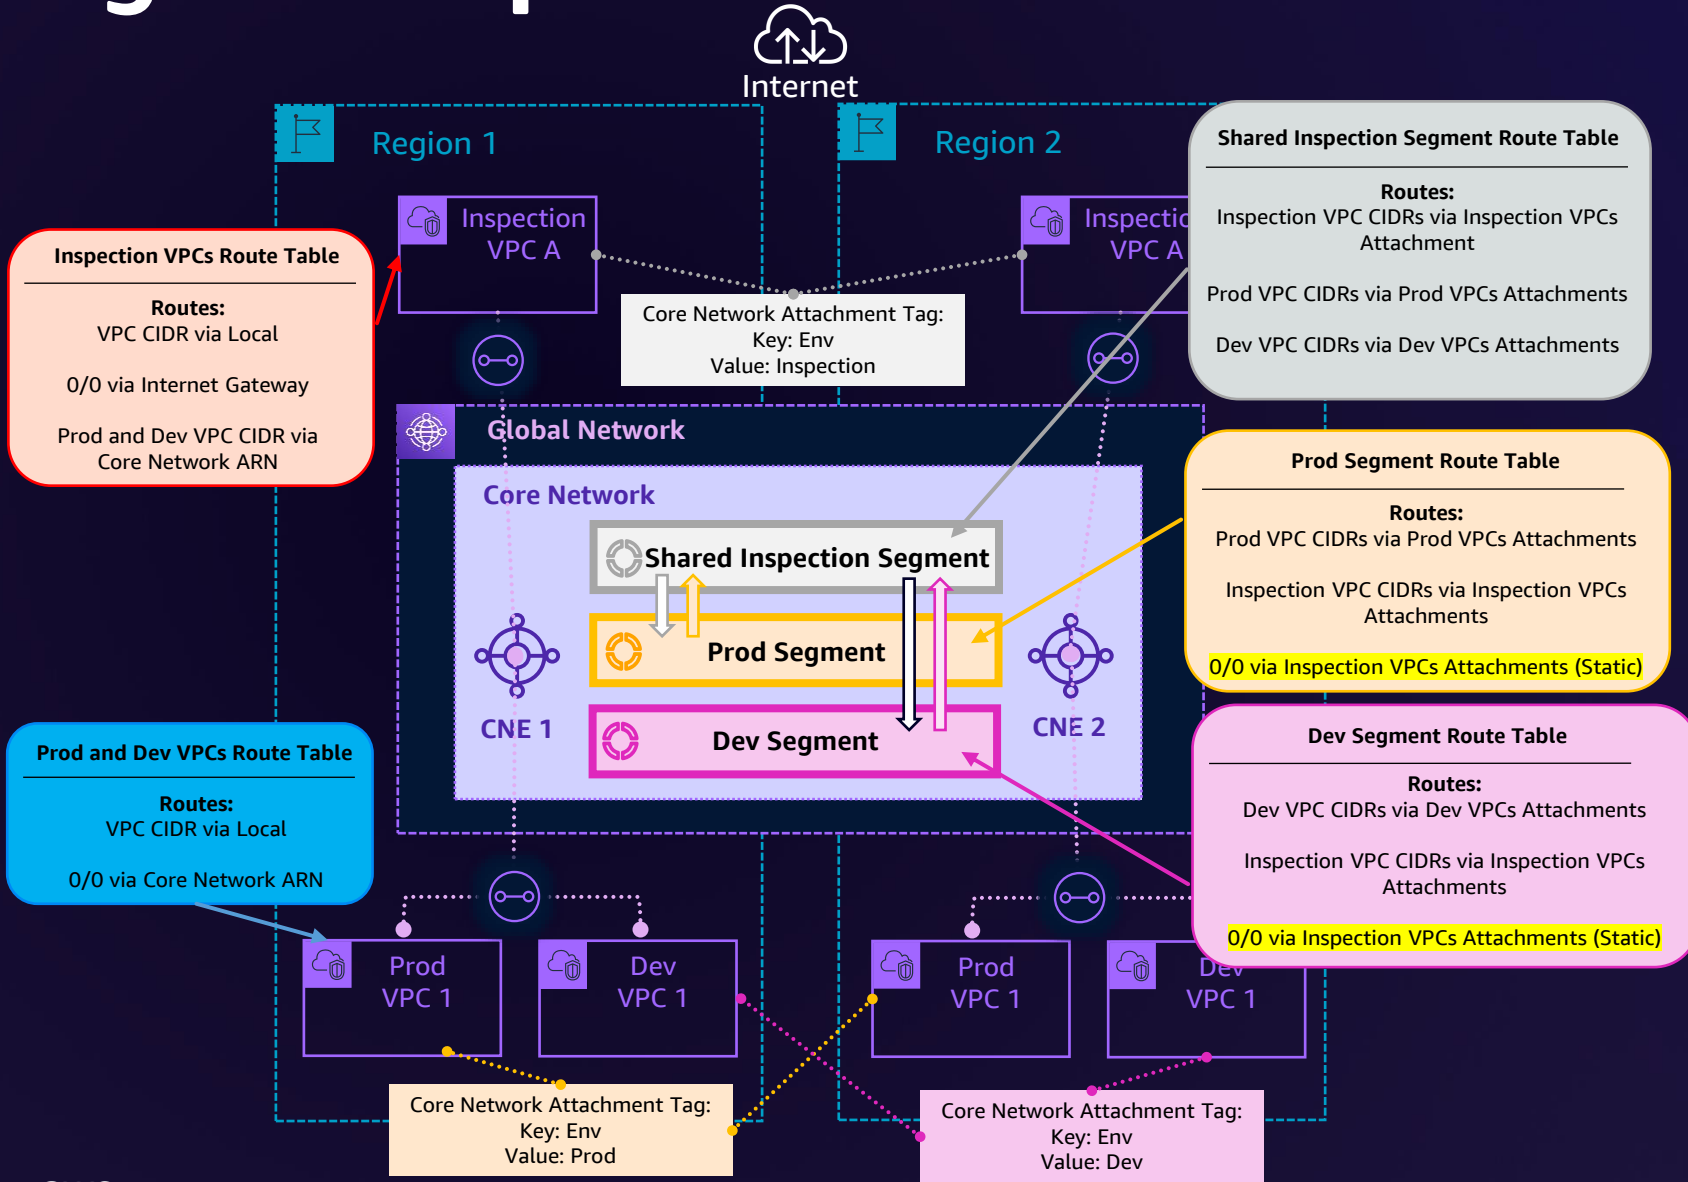 Internet
Region 1
Region 2
Inspection
VPC A
VPC A
Core Network Attachment Tag:
Key: Env
Value: Inspection
Shared Inspection Segment Route Table
Routes:
Inspection VPC CIDRs via Inspection VPCs
Attachment
Prod VPC CIDRs via Prod VPCs Attachments
Dev VPC CIDRs via Dev VPCs Attachments
Inspection VPCs Route Table
Routes:
VPC CIDR via Local
0/0 via Internet Gateway
Prod and Dev VPC CIDR via
Core Network ARN
Global Network
Core Network
Shared Inspection Segment
Prod Segment
Dev Segment
CNE 1
CNE 2
Prod Segment Route Table
Routes:
Prod VPC CIDRs via Prod VPCs Attachments
Inspection VPC CIDRs via Inspection VPCs
Attachments
0/0 via Inspection VPCs Attachments (Static)
Prod and Dev VPCs Route Table
Routes:
VPC CIDR via Local
0/0 via Core Network ARN
Dev Segment Route Table
Routes:
Dev VPC CIDRs via Dev VPCs Attachments
Inspection VPC CIDRs via Inspection VPCs
Attachments
0/0 via Inspection VPCs Attachments (Static)
Prod
VPC 1
Dev
VPC 1
Prod
VPC 1
Dev
VPC 1
Core Network Attachment Tag:
Key: Env
Value: Prod
Core Network Attachment Tag:
Key: Env
Value: Dev